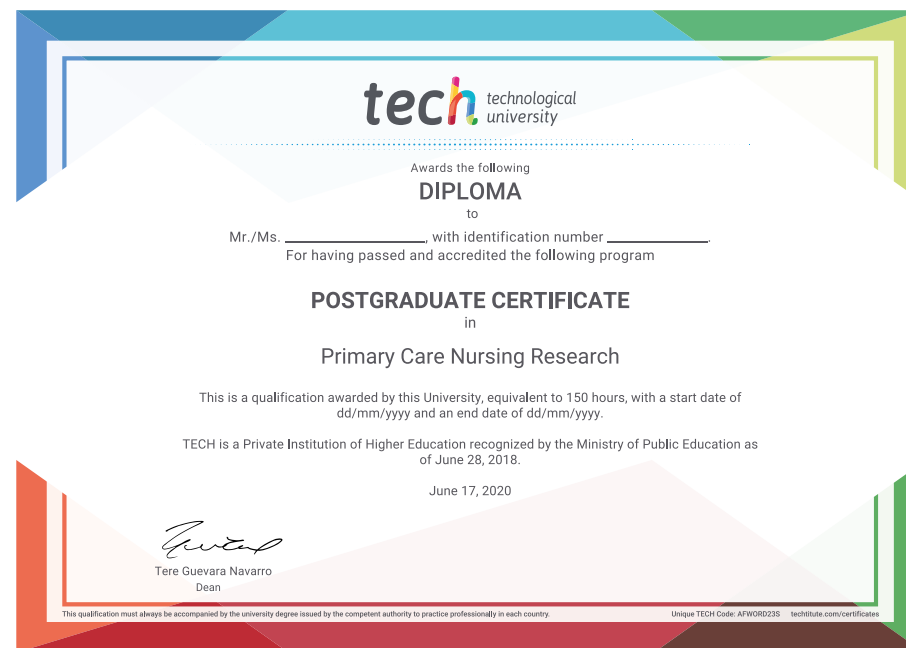 tech technological
university
Awards the following
DIPLOMA
to
Mr./Ms. ____________________, with identification number ______________.
For having passed and accredited the following program
POSTGRADUATE CERTIFICATE
in
Primary Care Nursing Research
This is a qualification awarded by this University, equivalent to 150 hours, with a start date of
dd/mm/yyyy and an end date of dd/mm/yyyy.
TECH is a Private Institution of Higher Education recognized by the Ministry of Public Education as
of June 28, 2018.
June 17, 2020
Tere Guevara Navarro
Dean
This qualification must always be accompanied by the university degree issued by the competent authority to practice professionally in each country. Unique TECH Code: AFWORD23S techtitute.com/certificates